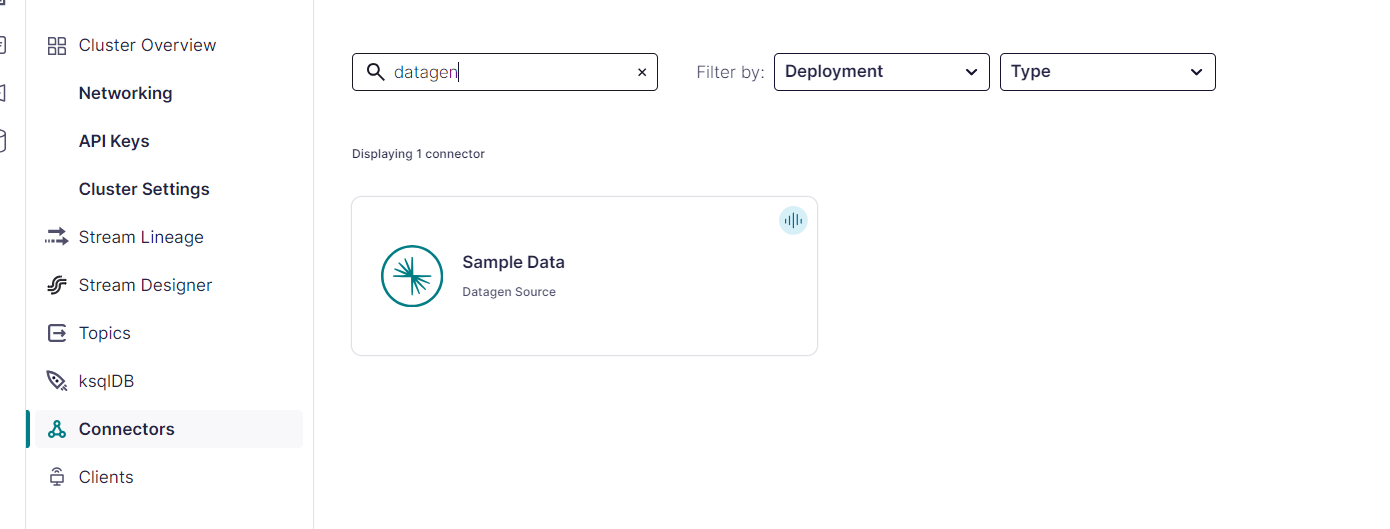 Cluster Overview
Networking
API Keys
Cluster Settings
Stream Lineage
Stream Designer
Topics
ksqlDB
Connectors
Clients
datagen
Filter by: Deployment Type
Displaying 1 connector
Sample Data
Datagen Source